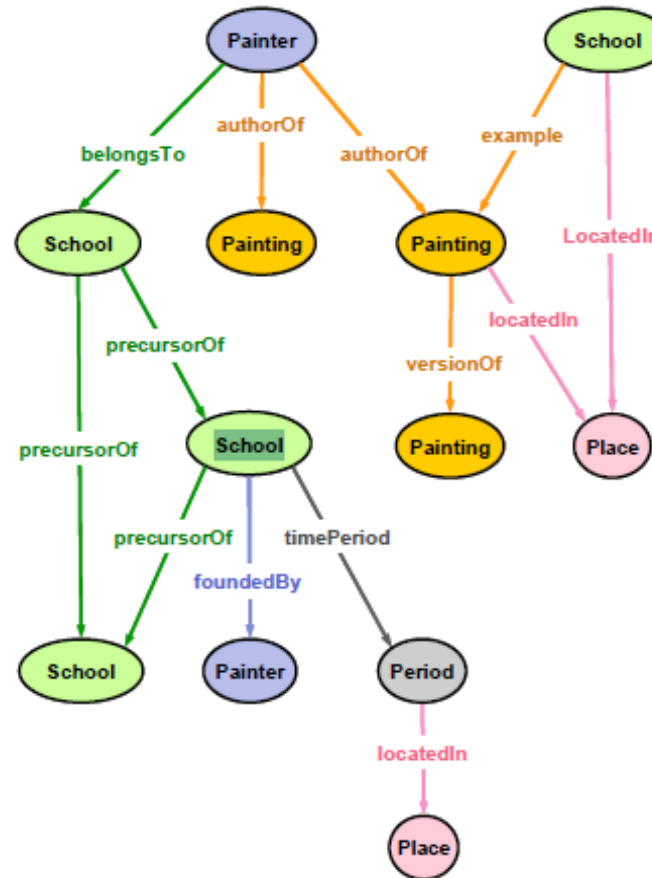 Painter
School
authorOf
example
belongsTo
authorOf
School
Painting
Painting
LocatedIn
locatedIn
precursorOf
versionOf
School
Painting
Place
precursorOf
precursorOf
timePeriod
foundedBy
School
Painter
Period
locatedIn
Place